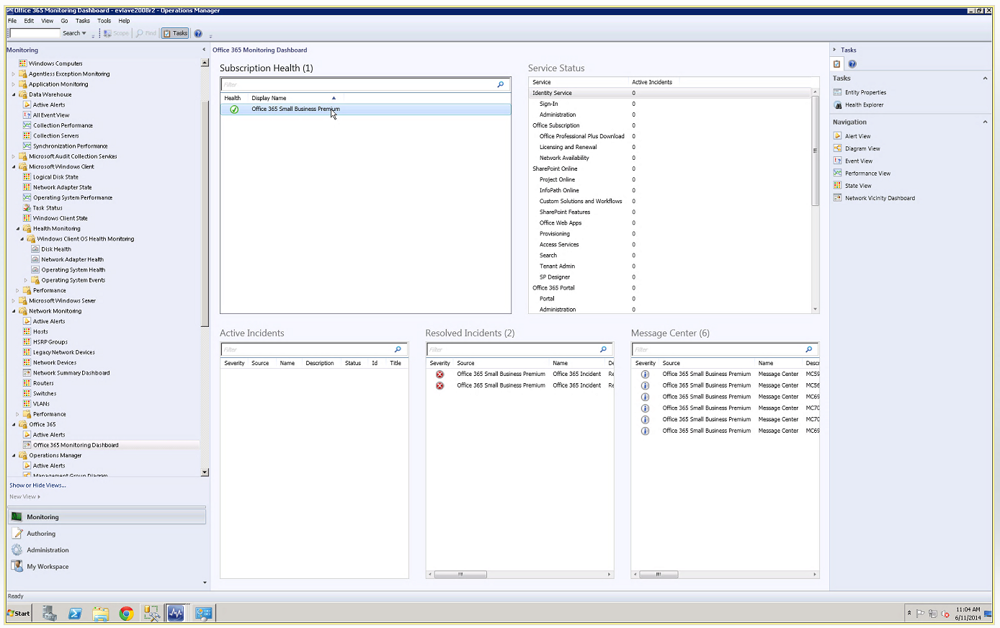 Office 365 Monitoring Dashboard - evlave2008r2 - Operations Manager
File Edit View Go Tasks Tools Help
Search Scope Find Tasks
Monitoring
Windows Computers
Agentless Exception Monitoring
Application Monitoring
Data Warehouse
Active Alerts
All Event View
Collection Performance
Collection Servers
Synchronization Performance
Microsoft Audit Collection Services
Microsoft Windows Client
Logical Disk State
Network Adapter State
Operating System Performance
Task Status
Windows Client State
Health Monitoring
Windows Client OS Health Monitoring
Disk Health
Network Adapter Health
Operating System Health
Operating System Events
Performance
Microsoft Windows Server
Network Monitoring
Active Alerts
Hosts
HSRP Groups
Legacy Network Devices
Network Devices
Network Summary Dashboard
Routers
Switches
VLANs
Performance
Office 365
Active Alerts
Office 365 Monitoring Dashboard
Operations Manager
Active Alerts
Management Group Diagram
Show or Hide Views...
New View
Monitoring
Authoring
Administration
My Workspace
Office 365 Monitoring Dashboard
Subscription Health (1)
Filter
Health Display Name
Office 365 Small Business Premium
Service Status
Service Active Incidents
Identity Service 0
Sign-In 0
Administration 0
Office Subscription 0
Office Professional Plus Download 0
Licensing and Renewal 0
Network Availability 0
SharePoint Online 0
Project Online 0
InfoPath Online 0
Custom Solutions and Workflows 0
SharePoint Features 0
Office Web Apps 0
Provisioning 0
Access Services 0
Search 0
Tenant Admin 0
SP Designer 0
Office 365 Portal 0
Portal 0
Administration 0
Active Incidents
Filter
Severity Source Name Description Status Id Title
Resolved Incidents (2)
Filter
Severity Source Name De
Office 365 Small Business Premium Office 365 Incident Re
Office 365 Small Business Premium Office 365 Incident Re
Message Center (6)
Filter
Severity Source Name Descr
Office 365 Small Business Premium Message Center MC59
Office 365 Small Business Premium Message Center MC56
Office 365 Small Business Premium Message Center MC69
Office 365 Small Business Premium Message Center MC70
Office 365 Small Business Premium Message Center MC70
Office 365 Small Business Premium Message Center MC69
Tasks
Tasks
Entity Properties
Health Explorer
Navigation
Alert View
Diagram View
Event View
Performance View
State View
Network Vicinity Dashboard
Ready
Start
11:04 AM
6/11/2014